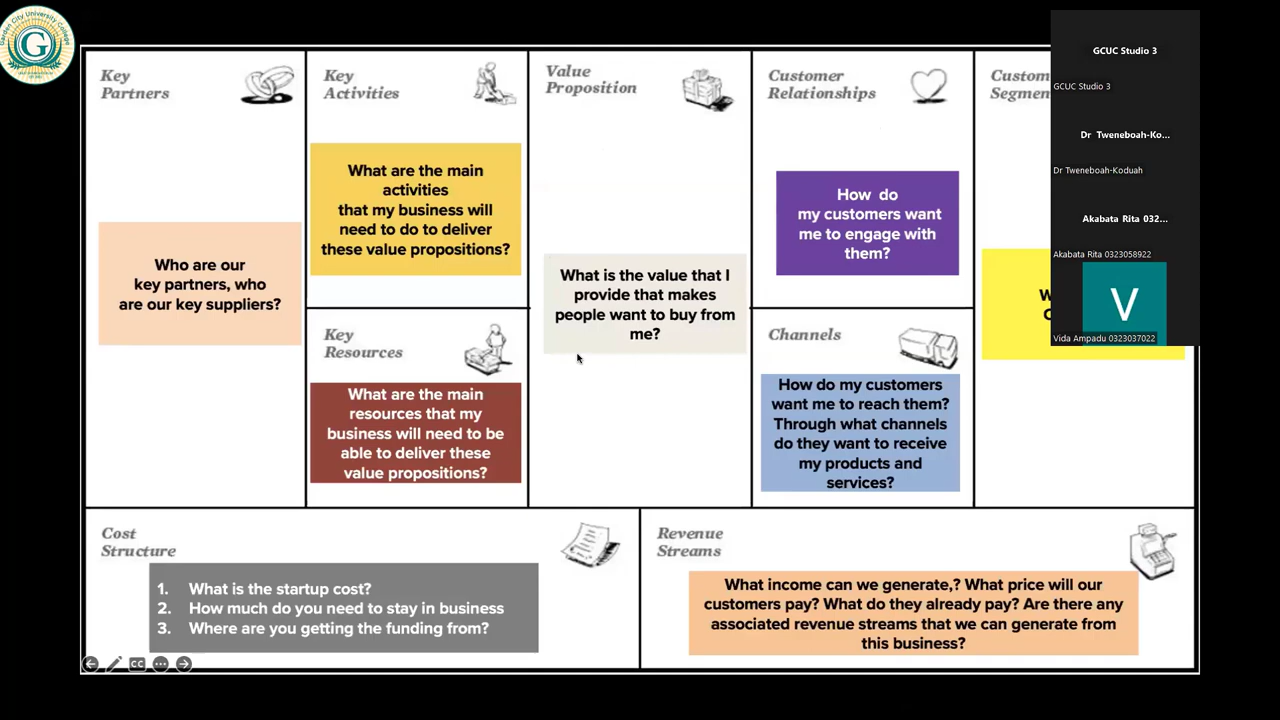 Garden City University College
G
Key
Partners
Who are our
key partners, who
are our key suppliers?
Key
Activities
What are the main
activities
that my business will
need to do to deliver
these value propositions?
Key
Resources
What are the main
resources that my
business will need to be
able to deliver these
value propositions?
Value
Proposition
What is the value that I
provide that makes
people want to buy from
me?
Customer
Relationships
How do
my customers want
me to engage with
them?
Channels
How do my customers
want me to reach them?
Through what channels
do they want to receive
my products and
services?
Custom
Segmen
W
Cost
Structure
1. What is the startup cost?
2. How much do you need to stay in business
3. Where are you getting the funding from?
Revenue
Streams
What income can we generate,? What price will our
customers pay? What do they already pay? Are there any
associated revenue streams that we can generate from
this business?
CC
GCUC Studio 3
GCUC Studio 3
Dr Tweneboah-Ko...
Dr Tweneboah-Koduah
Akabata Rita 032...
Akabata Rita 0323058922
V
Vida Ampadu 0323037022